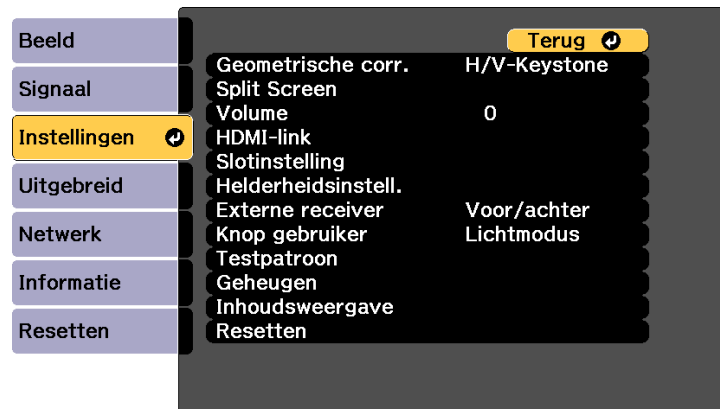 Beeld
Signaal
Instellingen
Uitgebreid
Netwerk
Informatie
Resetten
Terug
Geometrische corr. H/V-Keystone
Split Screen
Volume 0
HDMI-link
Slotinstelling
Helderheidsinstell.
Externe receiver Voor/achter
Knop gebruiker Lichtmodus
Testpatroon
Geheugen
Inhoudsweergave
Resetten